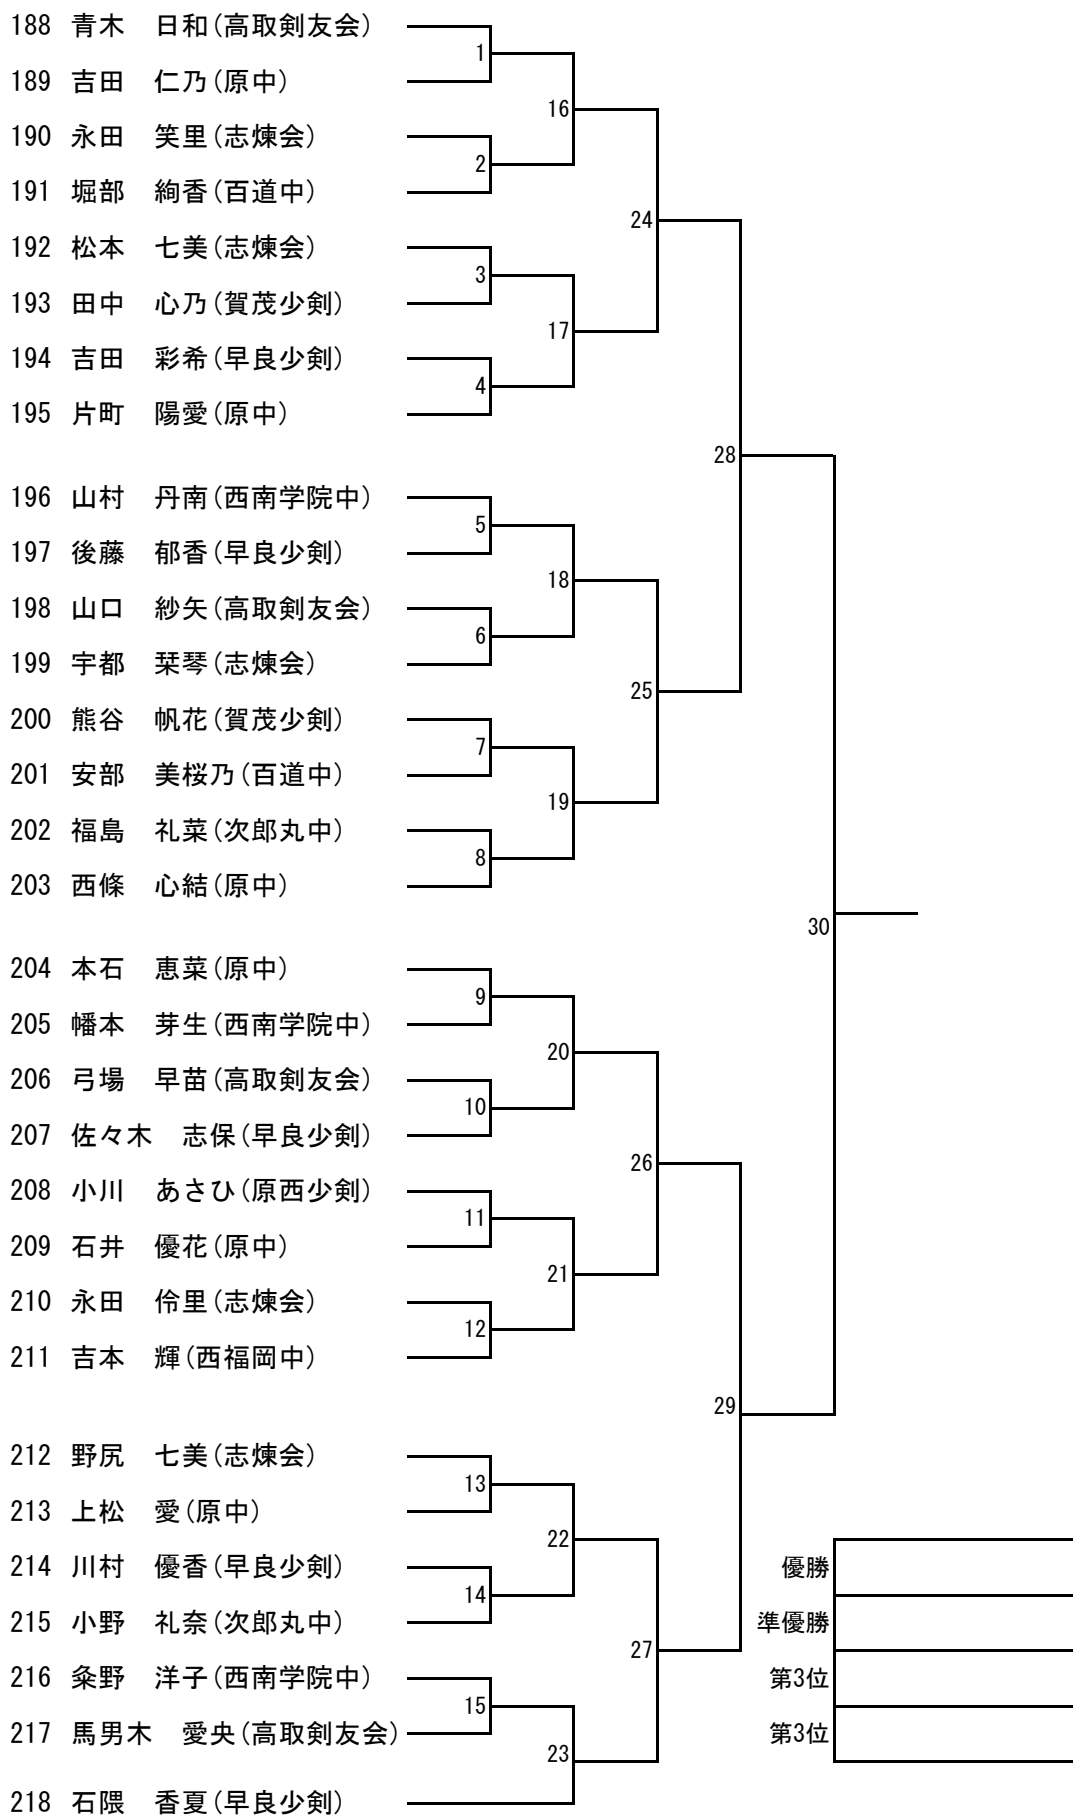 188 青木　日和(高取剣友会)
1
189 吉田　仁乃(原中)
16
190 永田　笑里(志煉会)
2
191 堀部　絢香(百道中)
24
192 松本　七美(志煉会)
3
193 田中　心乃(賀茂少剣)
17
194 吉田　彩希(早良少剣)
4
195 片町　陽愛(原中)
28
196 山村　丹南(西南学院中)
5
197 後藤　郁香(早良少剣)
18
198 山口　紗矢(高取剣友会)
6
199 宇都　栞琴(志煉会)
25
200 熊谷　帆花(賀茂少剣)
7
201 安部　美桜乃(百道中)
19
202 福島　礼菜(次郎丸中)
8
203 西條　心結(原中)
30
204 本石　恵菜(原中)
9
205 幡本　芽生(西南学院中)
20
206 弓場　早苗(高取剣友会)
10
207 佐々木　志保(早良少剣)
26
208 小川　あさひ(原西少剣)
11
209 石井　優花(原中)
21
210 永田　伶里(志煉会)
12
211 吉本　輝(西福岡中)
29
212 野尻　七美(志煉会)
13
213 上松　愛(原中)
22
214 川村　優香(早良少剣)
14
215 小野　礼奈(次郎丸中)
27
216 粂野　洋子(西南学院中)
15
217 馬男木　愛央(高取剣友会)
23
218 石隈　香夏(早良少剣)
優勝
準優勝
第3位
第3位